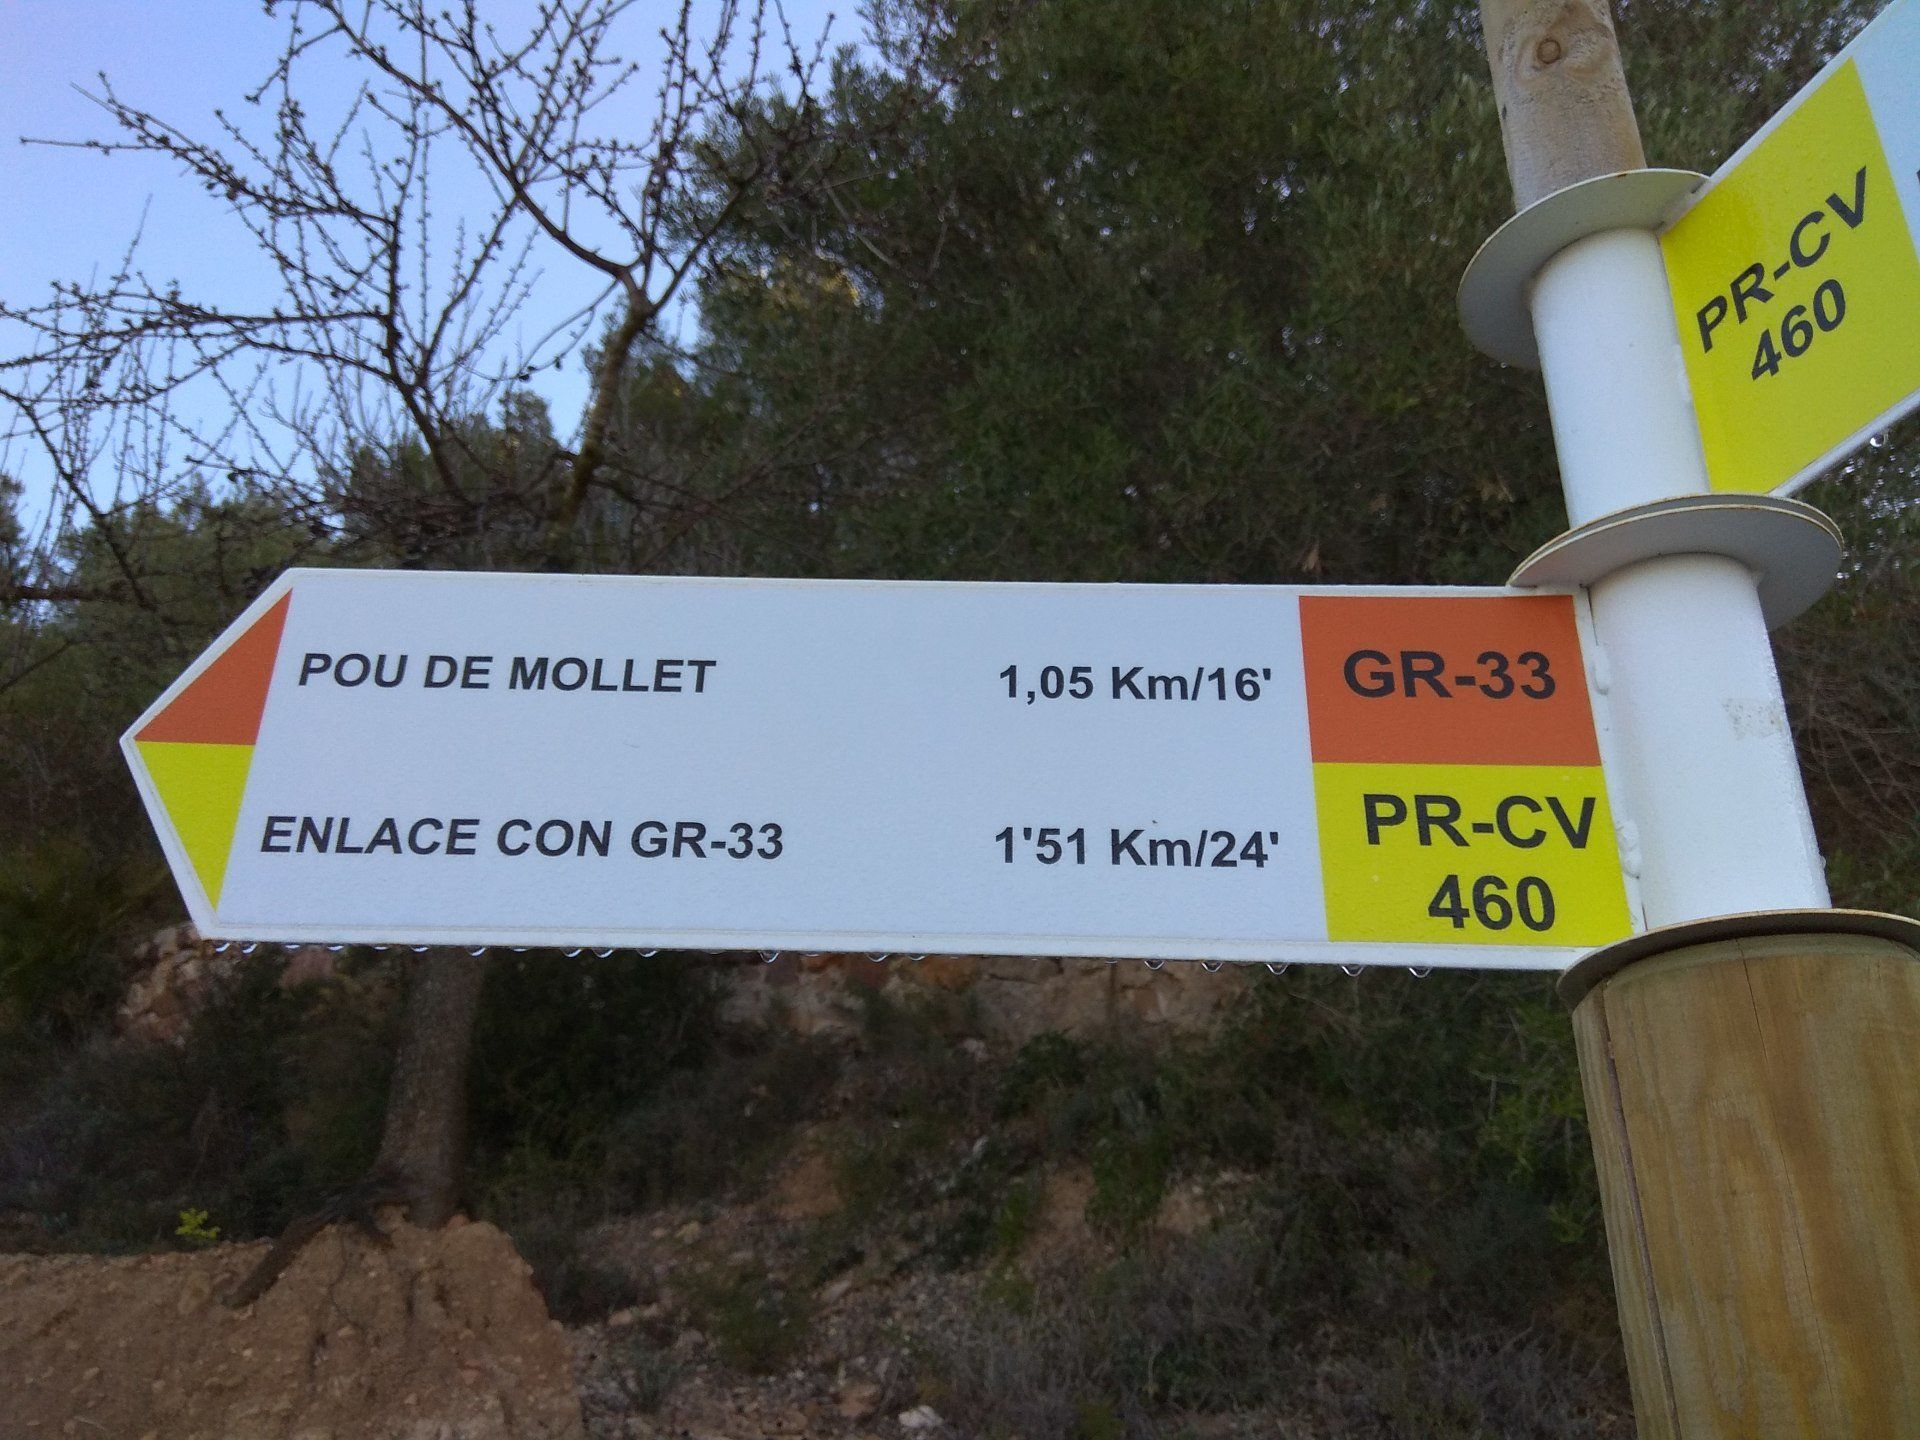 POU DE MOLLET 1,05 Km/16' GR-33
ENLACE CON GR-33 1'51 Km/24' PR-CV
460
PR-CV
460